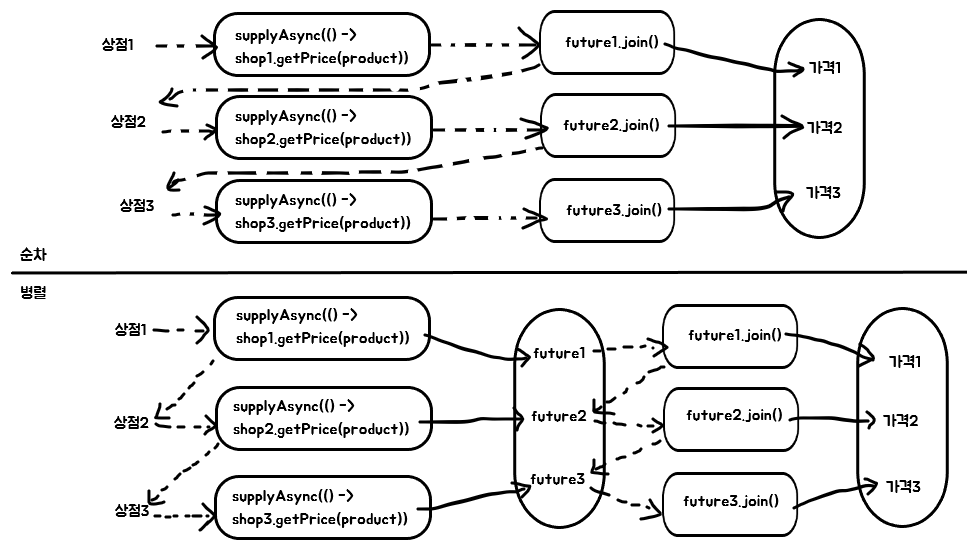 상점1
supplyAsync(() ->
shop1.getPrice(product))
future1.join()
가격1
상점2
supplyAsync(() ->
shop2.getPrice(product))
future2.join()
가격2
상점3
supplyAsync(() ->
shop3.getPrice(product))
future3.join()
가격3
순차
병렬
상점1
supplyAsync(() ->
shop1.getPrice(product))
future1
future1.join()
가격1
상점2
supplyAsync(() ->
shop2.getPrice(product))
future2
future2.join()
가격2
상점3
supplyAsync(() ->
shop3.getPrice(product))
future3
future3.join()
가격3